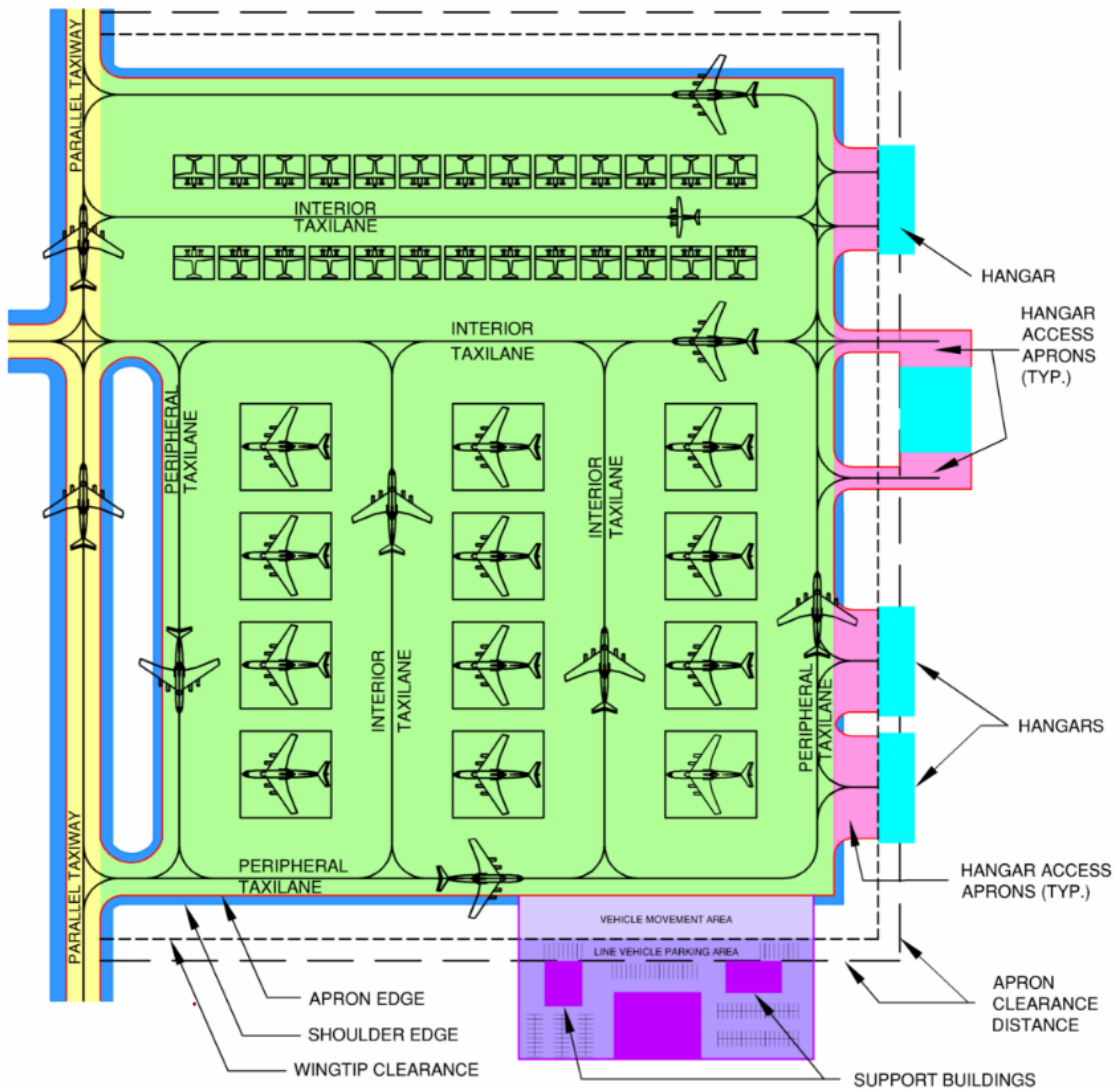 PARALLEL TAXIWAY
INTERIOR
TAXILANE
HANGAR
INTERIOR
TAXILANE
HANGAR
ACCESS
APRONS
(TYP.)
PERIPHERAL
TAXILANE
INTERIOR
TAXILANE
INTERIOR
TAXILANE
PERIPHERAL
TAXILANE
HANGARS
PERIPHERAL
TAXILANE
HANGAR ACCESS
APRONS (TYP.)
PARALLEL TAXIWAY
VEHICLE MOVEMENT AREA
LINE VEHICLE PARKING AREA
APRON EDGE
SHOULDER EDGE
WINGTIP CLEARANCE
APRON
CLEARANCE
DISTANCE
SUPPORT BUILDINGS